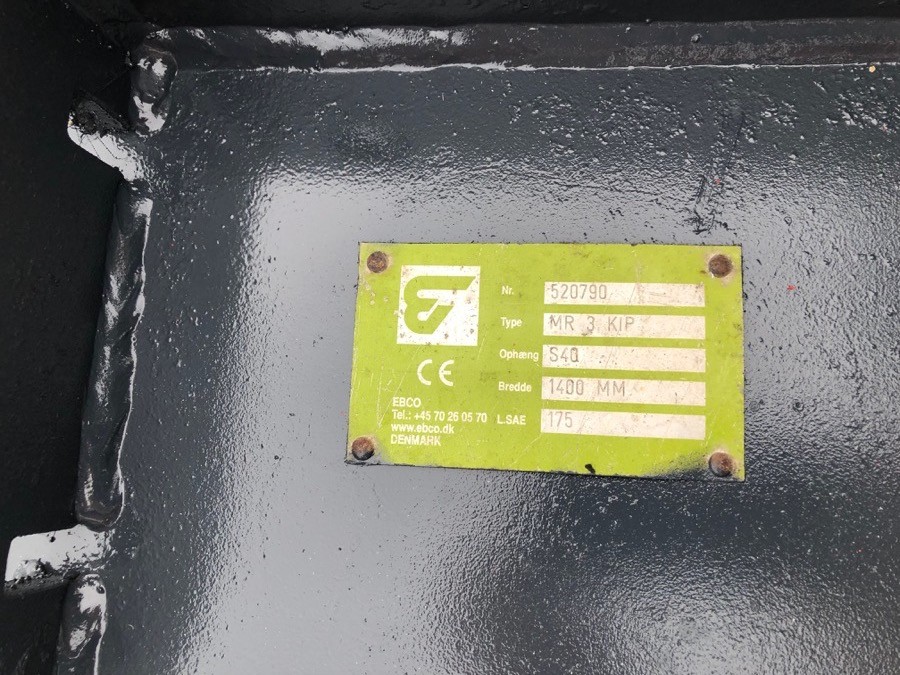 Nr. 520790
Type MR 3 KIP
Ophæng S40
Bredde 1400 MM
L.SAE 175
CE
EBCO
Tel.: +45 70 26 05 70
www.ebco.dk
DENMARK